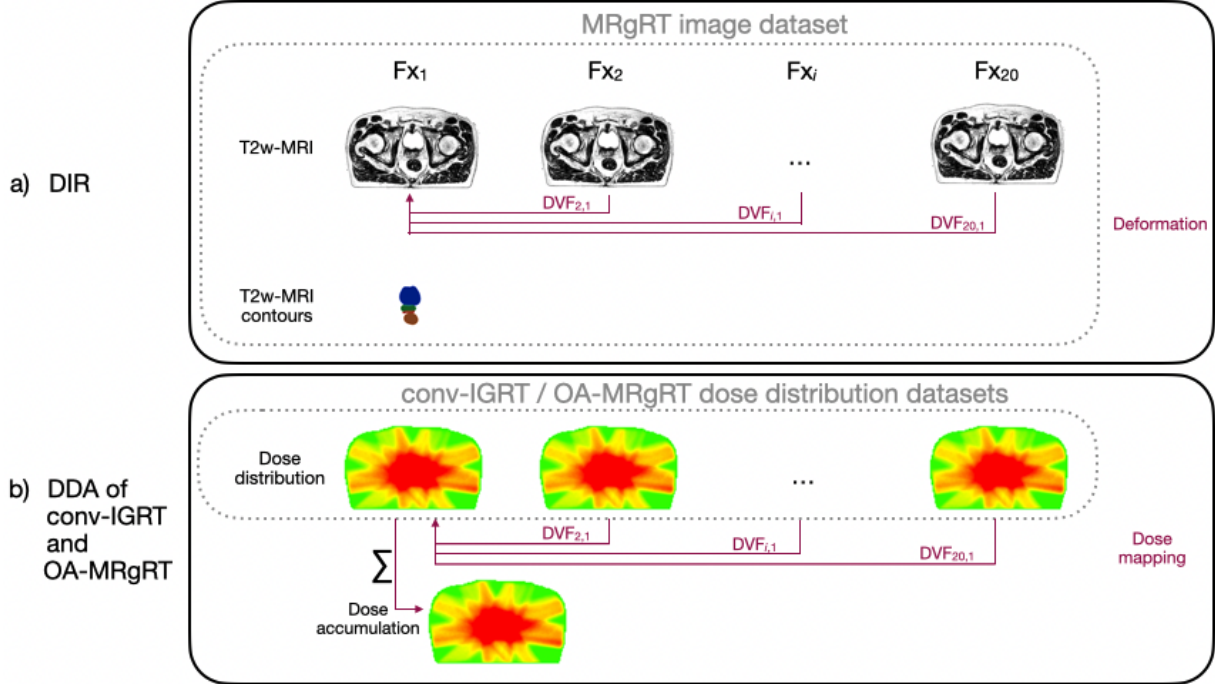 MRgRT image dataset
Fx₁ Fx₂ Fxᵢ Fx₂₀
T2w-MRI
...
a) DIR
DVF₂,₁
DVFᵢ,₁
DVF₂₀,₁
Deformation
T2w-MRI
contours
conv-IGRT / OA-MRgRT dose distribution datasets
Dose
distribution
...
b) DDA of
conv-IGRT
and
OA-MRgRT
DVF₂,₁
DVFᵢ,₁
DVF₂₀,₁
Dose
mapping
∑
Dose
accumulation